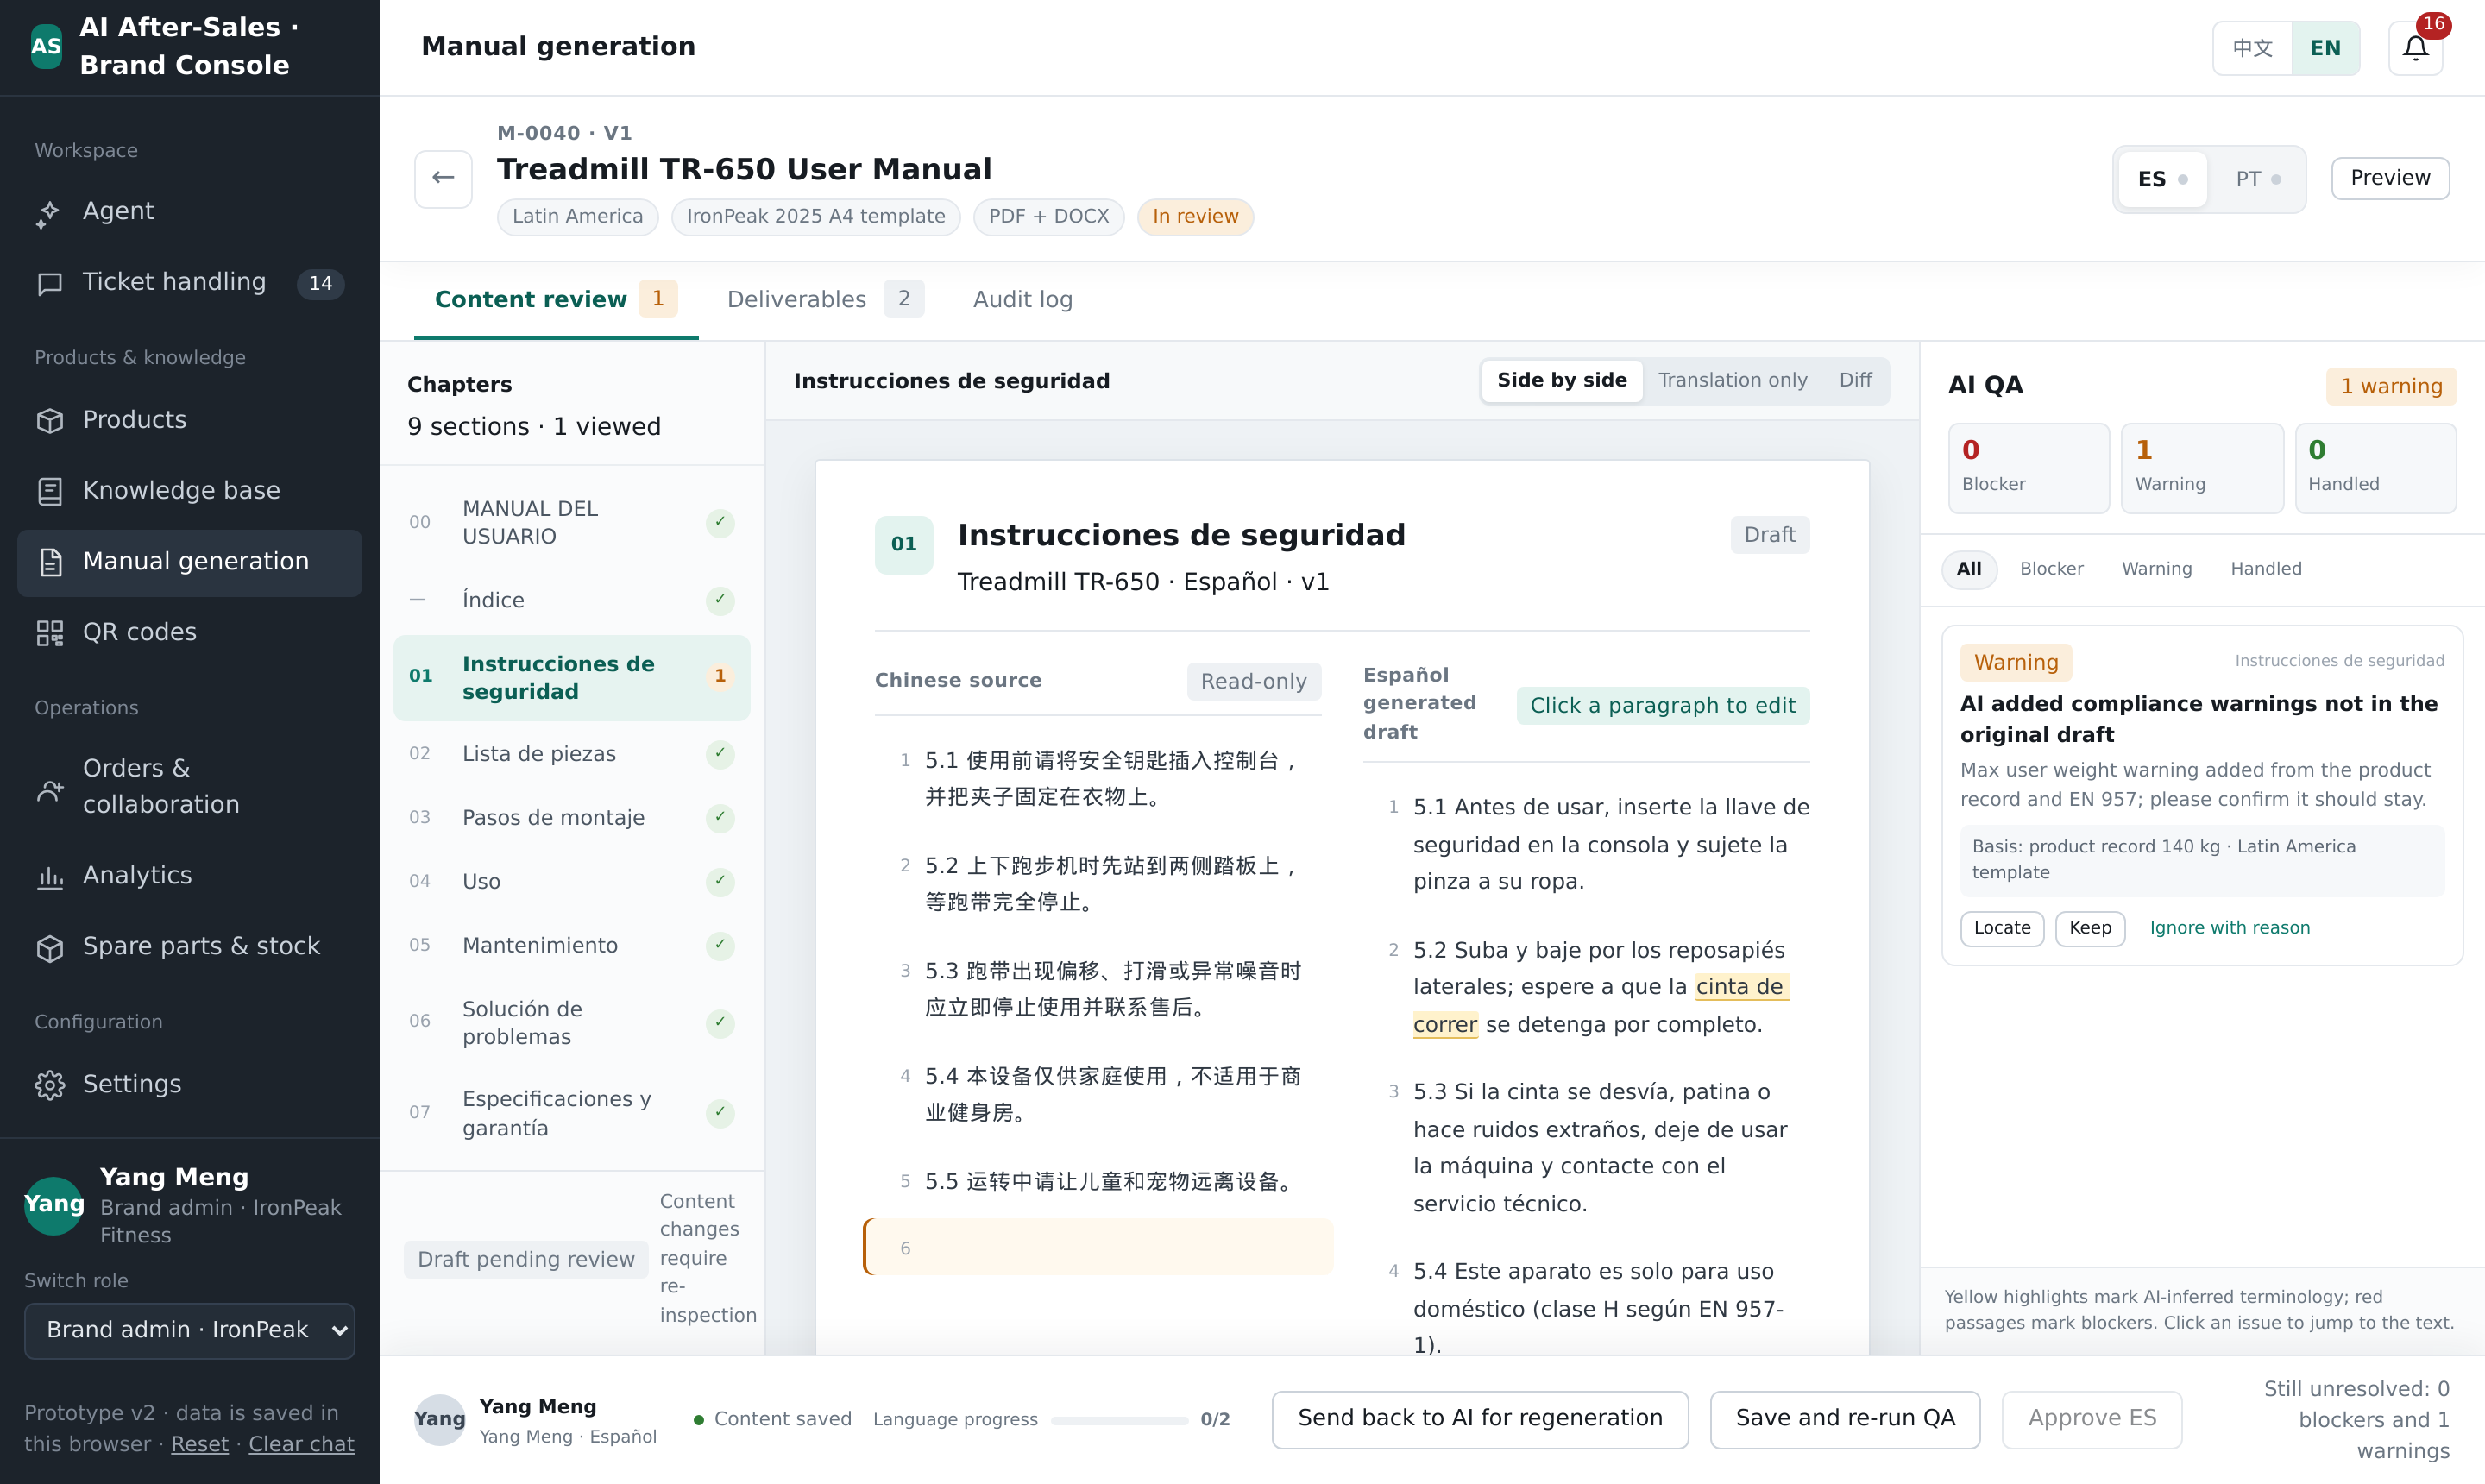 AS
AI After-Sales ·
Brand Console
Workspace
Agent
Ticket handling 14
Products & knowledge
Products
Knowledge base
Manual generation
QR codes
Operations
Orders &
collaboration
Analytics
Spare parts & stock
Configuration
Settings
Yang
Yang Meng
Brand admin · IronPeak
Fitness
Switch role
Brand admin · IronPeak
Prototype v2 · data is saved in
this browser · Reset · Clear chat
Manual generation
中文 EN
16
←
M-0040 · V1
Treadmill TR-650 User Manual
Latin America IronPeak 2025 A4 template PDF + DOCX In review
ES PT Preview
Content review 1 Deliverables 2 Audit log
Chapters
9 sections · 1 viewed
00 MANUAL DEL
USUARIO ✓
— Índice ✓
01 Instrucciones de
seguridad 1
02 Lista de piezas ✓
03 Pasos de montaje ✓
04 Uso ✓
05 Mantenimiento ✓
06 Solución de
problemas ✓
07 Especificaciones y
garantía ✓
Draft pending review
Content
changes
require
re-
inspection
Instrucciones de seguridad
Side by side Translation only Diff
01 Instrucciones de seguridad Draft
Treadmill TR-650 · Español · v1
Chinese source Read-only
1 5.1 使用前请将安全钥匙插入控制台，
并把夹子固定在衣物上。
2 5.2 上下跑步机时先站到两侧踏板上，
等跑带完全停止。
3 5.3 跑带出现偏移、打滑或异常噪音时
应立即停止使用并联系售后。
4 5.4 本设备仅供家庭使用，不适用于商
业健身房。
5 5.5 运转中请让儿童和宠物远离设备。
6
Español
generated
draft
Click a paragraph to edit
1 5.1 Antes de usar, inserte la llave de
seguridad en la consola y sujete la
pinza a su ropa.
2 5.2 Suba y baje por los reposapiés
laterales; espere a que la cinta de
correr se detenga por completo.
3 5.3 Si la cinta se desvía, patina o
hace ruidos extraños, deje de usar
la máquina y contacte con el
servicio técnico.
4 5.4 Este aparato es solo para uso
doméstico (clase H según EN 957-
1).
AI QA 1 warning
0 1 0
Blocker Warning Handled
All Blocker Warning Handled
Warning Instrucciones de seguridad
AI added compliance warnings not in the
original draft
Max user weight warning added from the product
record and EN 957; please confirm it should stay.
Basis: product record 140 kg · Latin America
template
Locate Keep Ignore with reason
Yellow highlights mark AI-inferred terminology; red
passages mark blockers. Click an issue to jump to the text.
Yang
Yang Meng
Yang Meng · Español
Content saved
Language progress 0/2
Send back to AI for regeneration
Save and re-run QA
Approve ES
Still unresolved: 0
blockers and 1
warnings